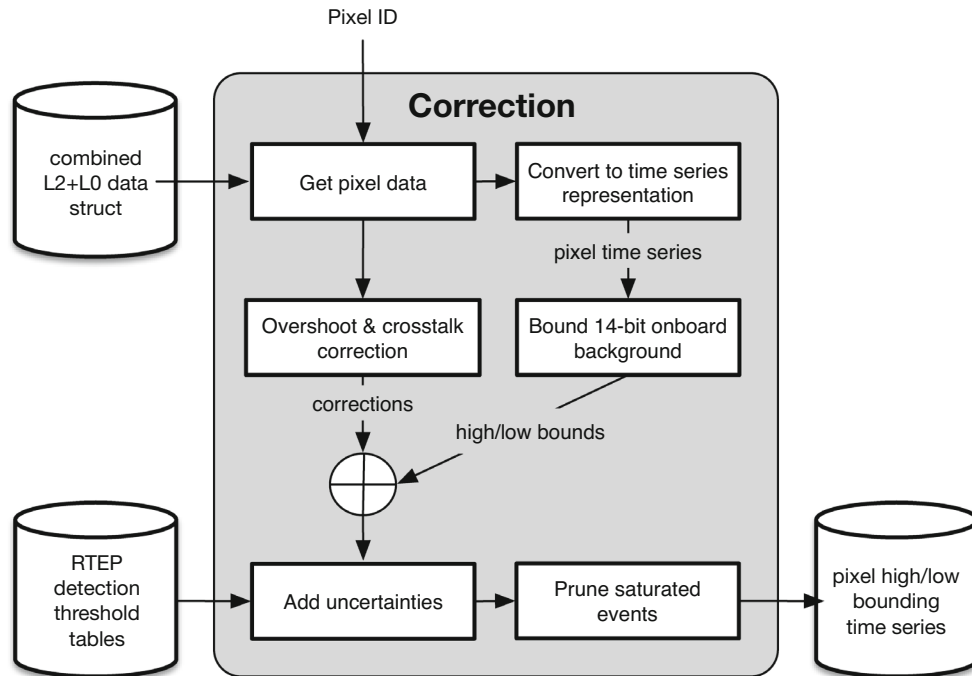 Pixel ID
Correction
combined
L2+L0 data
struct
Get pixel data
Convert to time series
representation
pixel time series
Overshoot & crosstalk
correction
Bound 14-bit onboard
background
corrections
high/low bounds
RTEP
detection
threshold
tables
Add uncertainties
Prune saturated
events
pixel high/low
bounding
time series